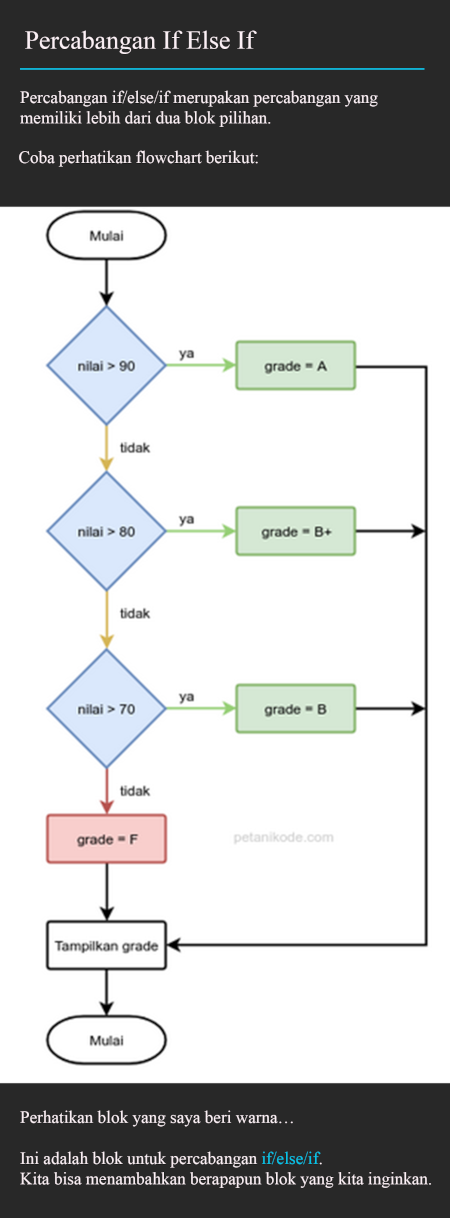 Percabangan If Else If
Percabangan if/else/if merupakan percabangan yang
memiliki lebih dari dua blok pilihan.
Coba perhatikan flowchart berikut:
Mulai
nilai > 90
ya
grade = A
tidak
nilai > 80
ya
grade = B+
tidak
nilai > 70
ya
grade = B
tidak
grade = F
petanikode.com
Tampilkan grade
Mulai
Perhatikan blok yang saya beri warna…
Ini adalah blok untuk percabangan if/else/if.
Kita bisa menambahkan berapapun blok yang kita inginkan.